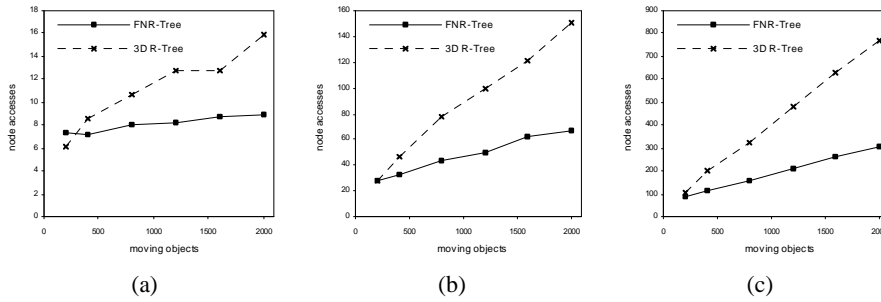 FNR-Tree
3D R-Tree
node accesses
18
16
14
12
10
8
6
4
2
0
0 500 1000 1500 2000
moving objects
(a)
FNR-Tree
3D R-Tree
node accesses
160
140
120
100
80
60
40
20
0
0 500 1000 1500 2000
moving objects
(b)
FNR-Tree
3D R-Tree
node accesses
900
800
700
600
500
400
300
200
100
0
0 500 1000 1500 2000
moving objects
(c)